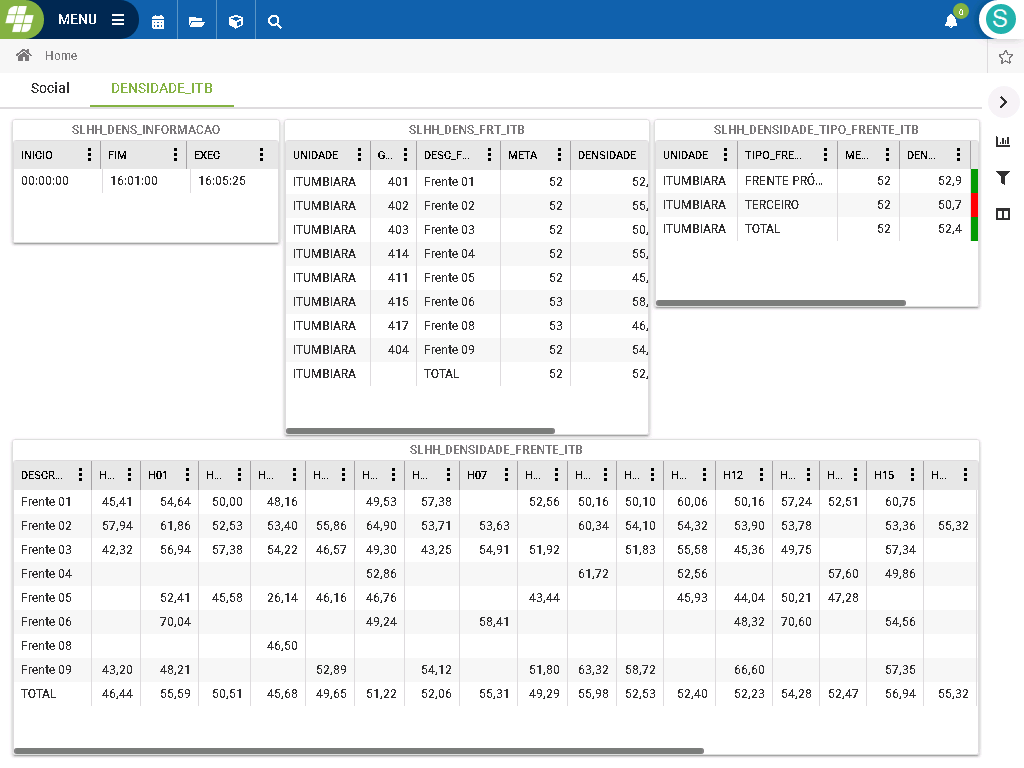 MENU
0
S
Home
Social DENSIDADE_ITB
SLHH_DENS_INFORMACAO
INICIO FIM EXEC
00:00:00 16:01:00 16:05:25
SLHH_DENS_FRT_ITB
UNIDADE G... DESC_F... META DENSIDADE
ITUMBIARA 401 Frente 01 52 52,
ITUMBIARA 402 Frente 02 52 55,
ITUMBIARA 403 Frente 03 52 50,
ITUMBIARA 414 Frente 04 52 55,
ITUMBIARA 411 Frente 05 52 45,
ITUMBIARA 415 Frente 06 53 58,
ITUMBIARA 417 Frente 08 53 46,
ITUMBIARA 404 Frente 09 52 54,
ITUMBIARA TOTAL 52 52,
SLHH_DENSIDADE_TIPO_FRENTE_ITB
UNIDADE TIPO_FRE... ME... DEN...
ITUMBIARA FRENTE PRÓ... 52 52,9
ITUMBIARA TERCEIRO 52 50,7
ITUMBIARA TOTAL 52 52,4
SLHH_DENSIDADE_FRENTE_ITB
DESCR... H... H01 H... H... H... H... H... H07 H... H... H... H... H12 H... H... H15 H...
Frente 01 45,41 54,64 50,00 48,16 49,53 57,38 52,56 50,16 50,10 60,06 50,16 57,24 52,51 60,75
Frente 02 57,94 61,86 52,53 53,40 55,86 64,90 53,71 53,63 60,34 54,10 54,32 53,90 53,78 53,36 55,32
Frente 03 42,32 56,94 57,38 54,22 46,57 49,30 43,25 54,91 51,92 51,83 55,58 45,36 49,75 57,34
Frente 04 52,86 61,72 52,56 57,60 49,86
Frente 05 52,41 45,58 26,14 46,16 46,76 43,44 45,93 44,04 50,21 47,28
Frente 06 70,04 49,24 58,41 48,32 70,60 54,56
Frente 08 46,50
Frente 09 43,20 48,21 52,89 54,12 51,80 63,32 58,72 66,60 57,35
TOTAL 46,44 55,59 50,51 45,68 49,65 51,22 52,06 55,31 49,29 55,98 52,53 52,40 52,23 54,28 52,47 56,94 55,32